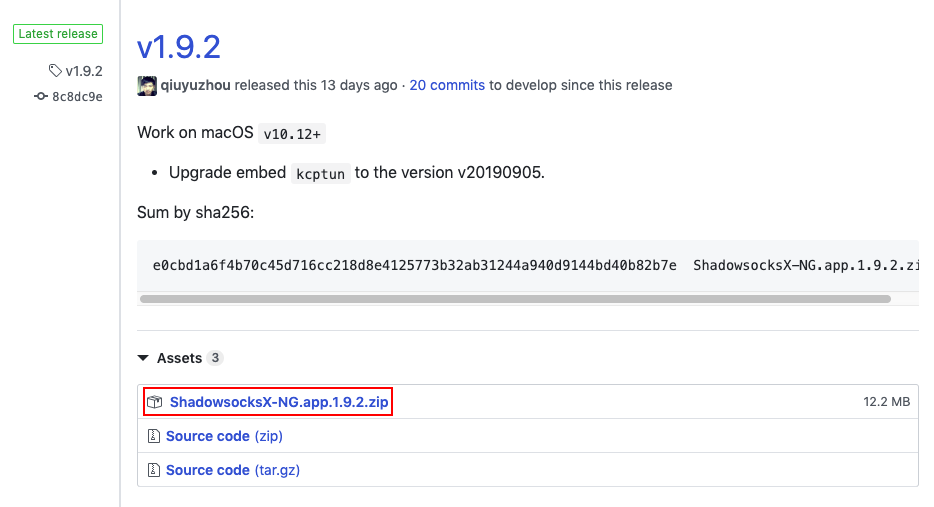 Latest release
v1.9.2
8c8dc9e
v1.9.2
qiuyuzhou released this 13 days ago · 20 commits to develop since this release
Work on macOS v10.12+
• Upgrade embed kcptun to the version v20190905.
Sum by sha256:
e0cbd1a6f4b70c45d716cc218d8e4125773b32ab31244a940d9144bd40b82b7e ShadowsocksX-NG.app.1.9.2.zi
Assets 3
ShadowsocksX-NG.app.1.9.2.zip 12.2 MB
Source code (zip)
Source code (tar.gz)